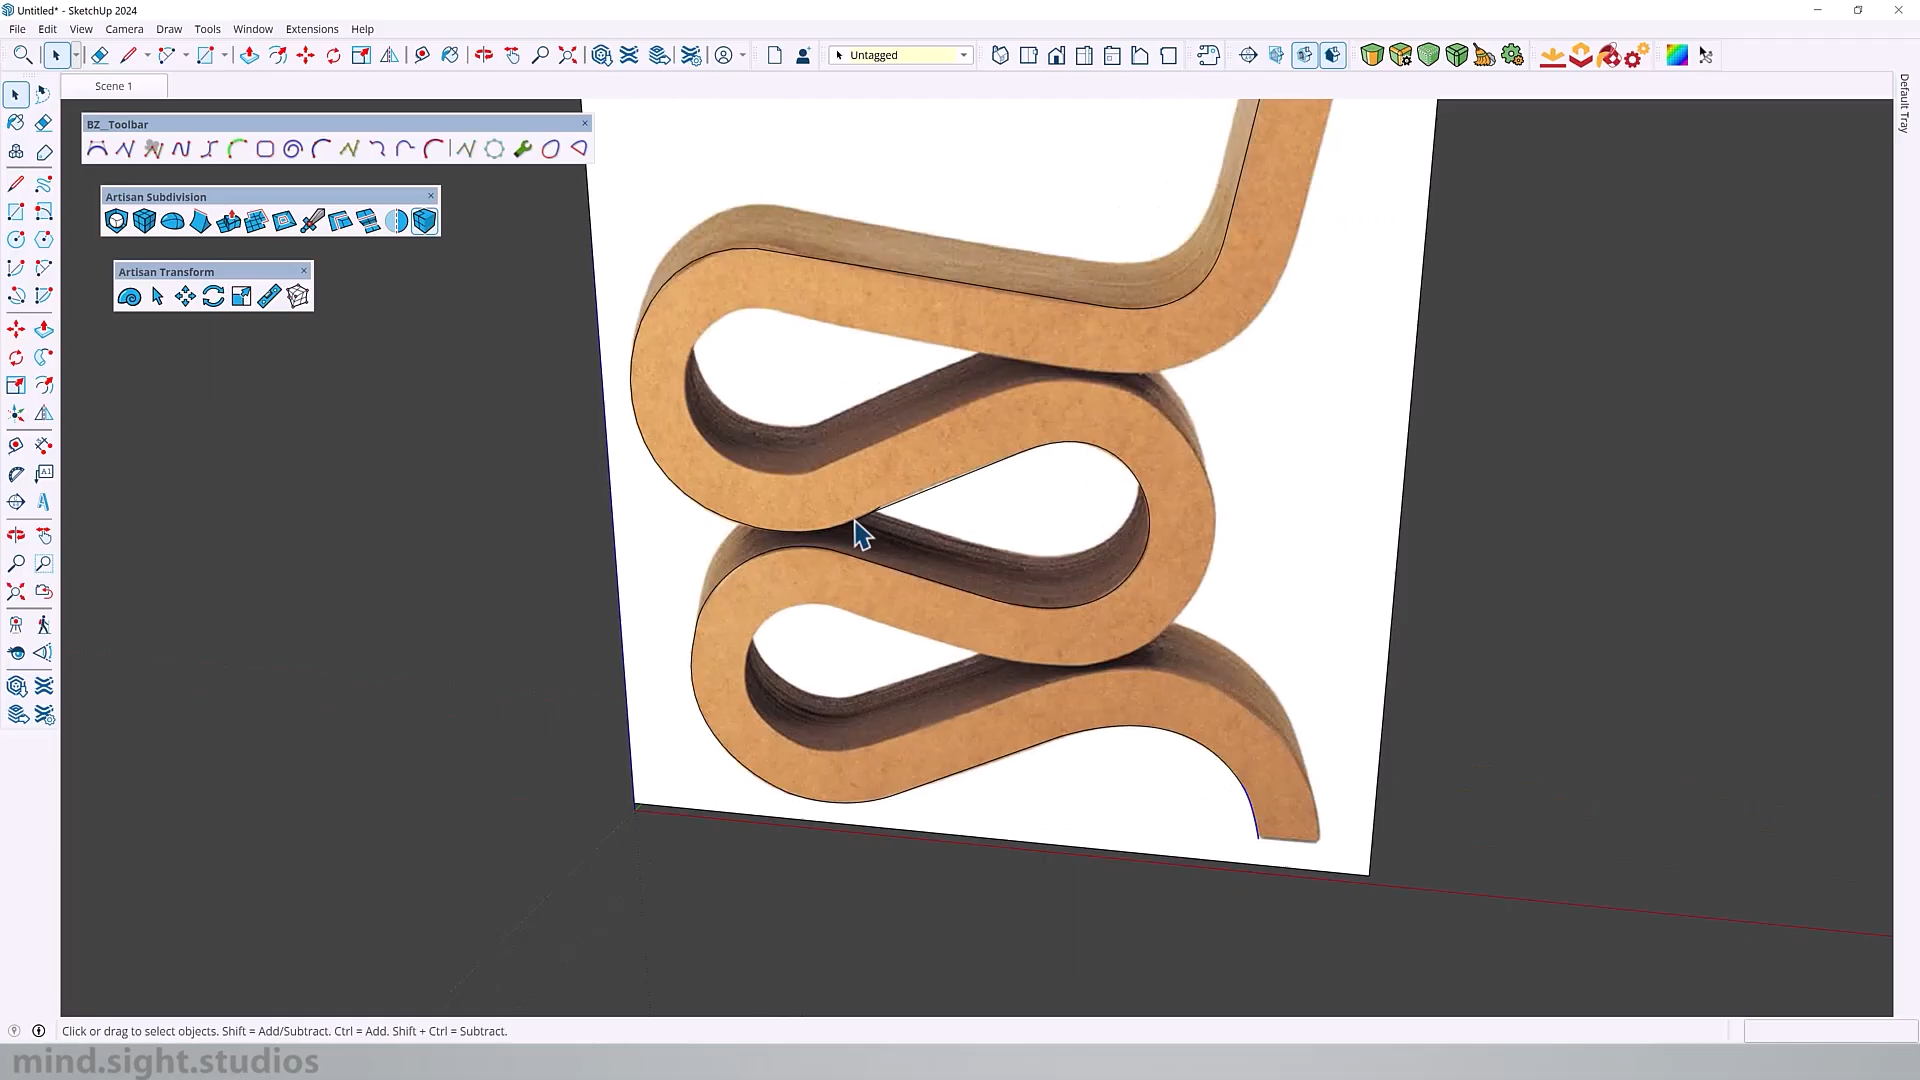 Untitled* - SketchUp 2024
File Edit View Camera Draw Tools Window Extensions Help
Untagged
Scene 1
Default Tray
BZ__Toolbar
Artisan Subdivision
Artisan Transform
A1
Click or drag to select objects. Shift = Add/Subtract. Ctrl = Add. Shift + Ctrl = Subtract.
mind.sight.studios